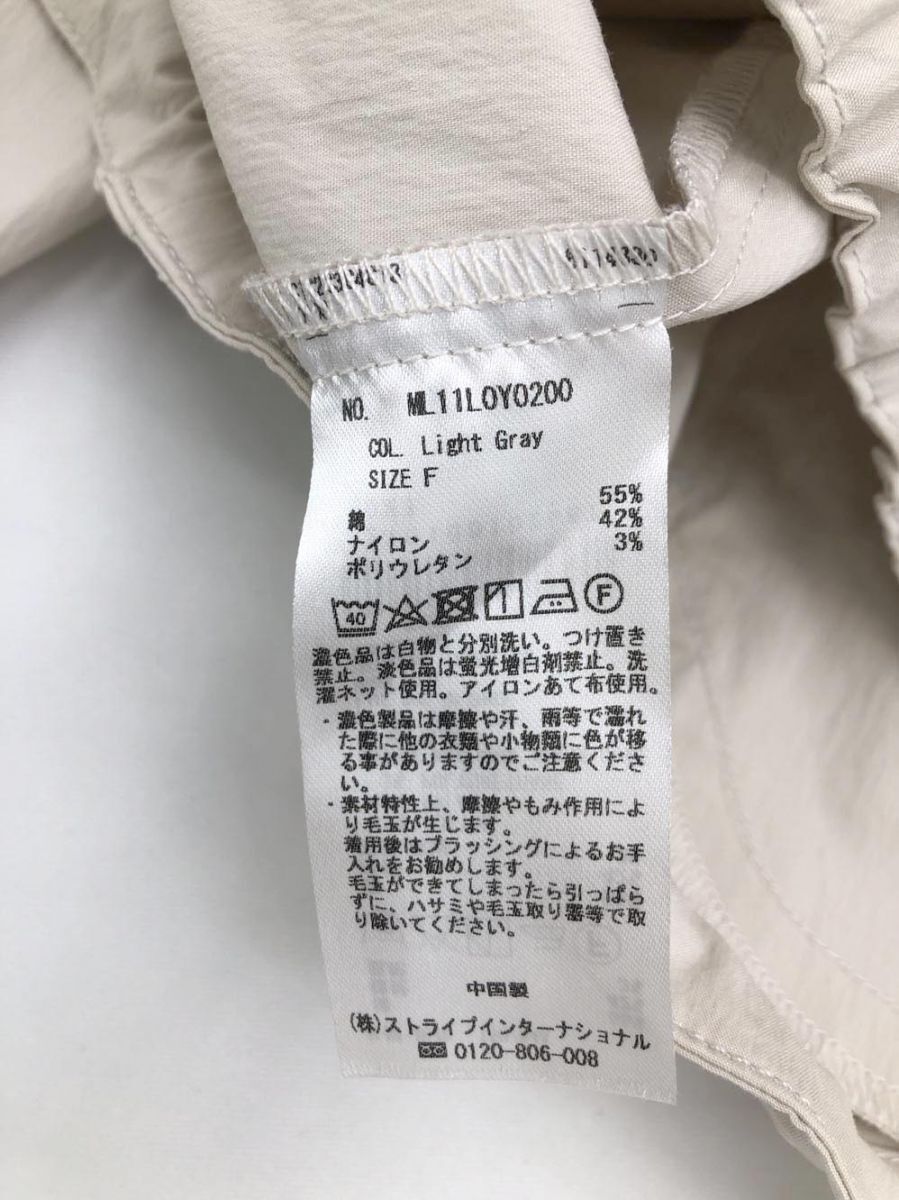 NO. ML11L0Y0200
COL. Light Gray
SIZE F
綿 55%
ナイロン 42%
ポリウレタン 3%
40 F
濃色品は白物と分別洗い。つけ置き
禁止。淡色品は蛍光増白剤禁止。洗
濯ネット使用。アイロンあて布使用。
・濃色製品は摩擦や汗、雨等で濡れ
た際に他の衣類や小物類に色が移
る事がありますのでご注意くださ
い。
・素材特性上、摩擦やもみ作用によ
り毛玉が生じます。
着用後はブラッシングによるお手
入れをお勧めします。
毛玉ができてしまったら引っぱら
ずに、ハサミや毛玉取り器等で取
り除いてください。
中国製
(株)ストライプインターナショナル
0120-806-008